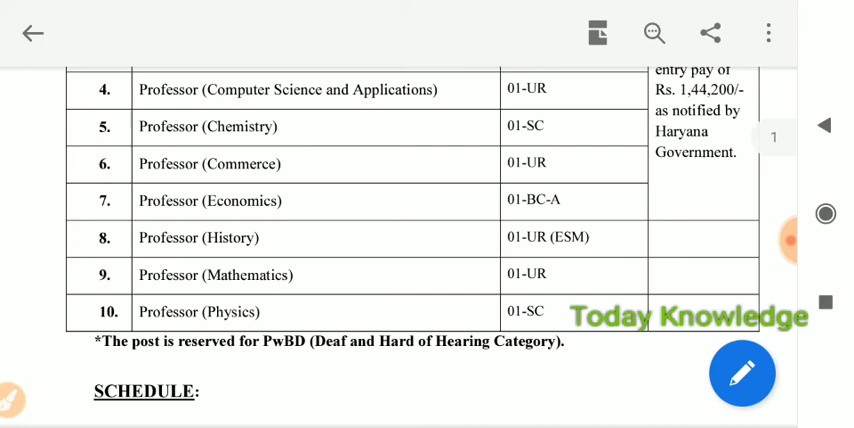 entry pay of
4. Professor (Computer Science and Applications) 01-UR Rs. 1,44,200/-
as notified by
5. Professor (Chemistry) 01-SC Haryana
1
6. Professor (Commerce) 01-UR Government.
7. Professor (Economics) 01-BC-A
8. Professor (History) 01-UR (ESM)
9. Professor (Mathematics) 01-UR
10. Professor (Physics) 01-SC
Today Knowledge
*The post is reserved for PwBD (Deaf and Hard of Hearing Category).
SCHEDULE: